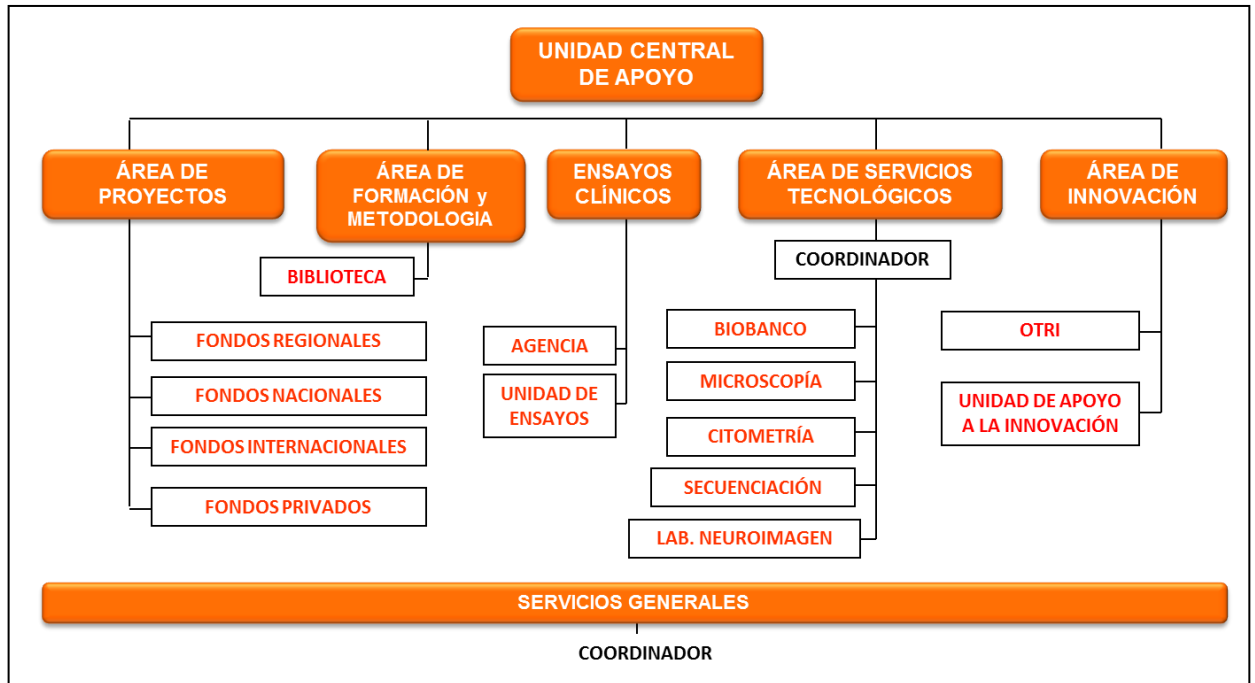 UNIDAD CENTRAL
DE APOYO
ÁREA DE
PROYECTOS
ÁREA DE
FORMACIÓN y
METODOLOGIA
ENSAYOS
CLÍNICOS
ÁREA DE SERVICIOS
TECNOLÓGICOS
ÁREA DE
INNOVACIÓN
BIBLIOTECA
COORDINADOR
FONDOS REGIONALES
FONDOS NACIONALES
FONDOS INTERNACIONALES
FONDOS PRIVADOS
AGENCIA
UNIDAD DE
ENSAYOS
BIOBANCO
MICROSCOPÍA
CITOMETRÍA
SECUENCIACIÓN
LAB. NEUROIMAGEN
OTRI
UNIDAD DE APOYO
A LA INNOVACIÓN
SERVICIOS GENERALES
COORDINADOR